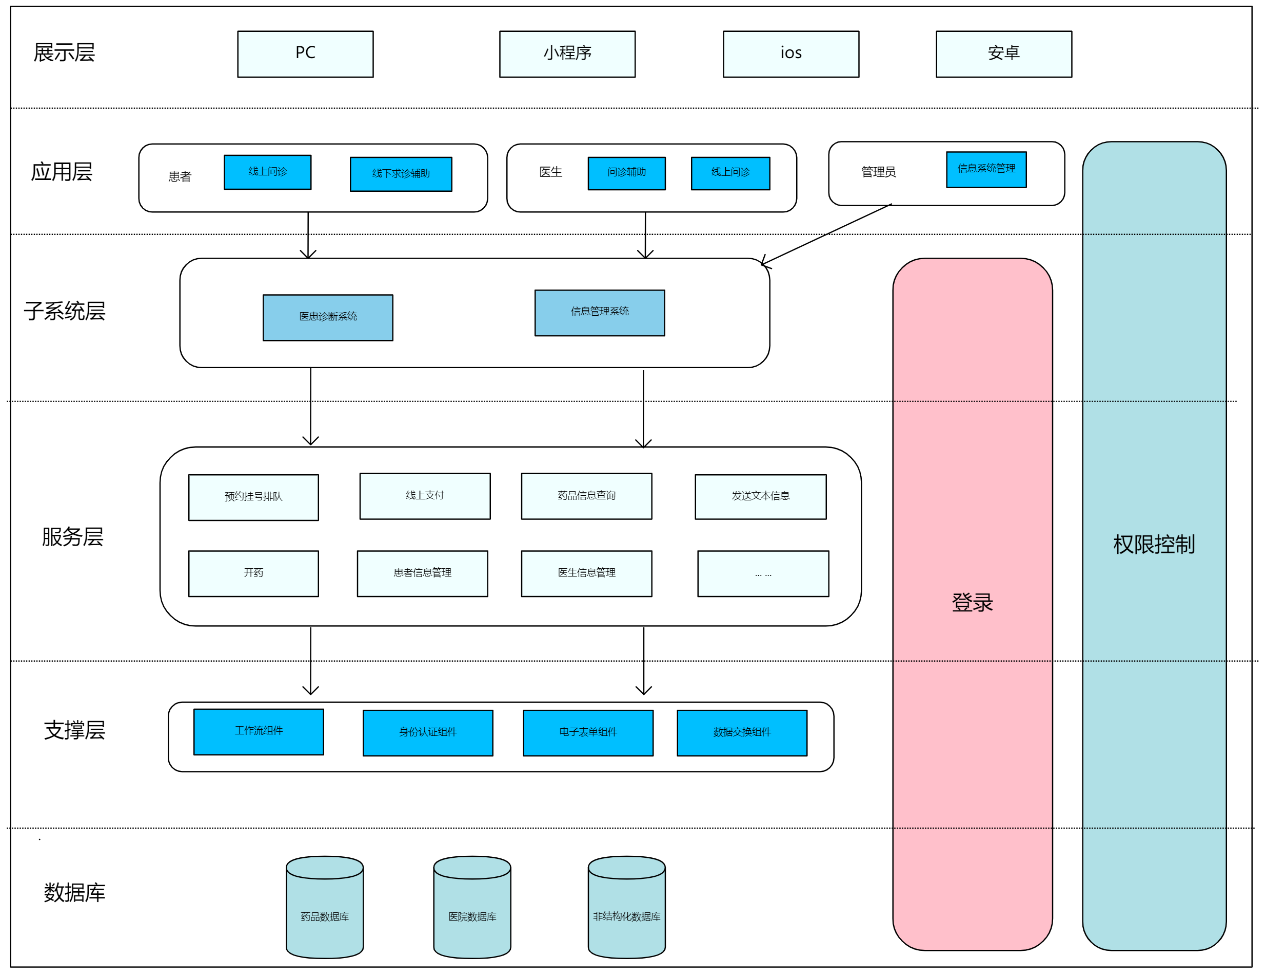 展示层
PC
小程序
ios
安卓
应用层
患者
线上问诊
线下求诊辅助
医生
问诊辅助
线上问诊
管理员
信息系统管理
子系统层
医患诊断系统
信息管理系统
服务层
预约挂号排队
线上支付
药品信息查询
发送文本信息
开药
患者信息管理
医生信息管理
... ...
登录
权限控制
支撑层
工作流组件
身份认证组件
电子表单组件
数据交换组件
数据库
药品数据库
医院数据库
非结构化数据库